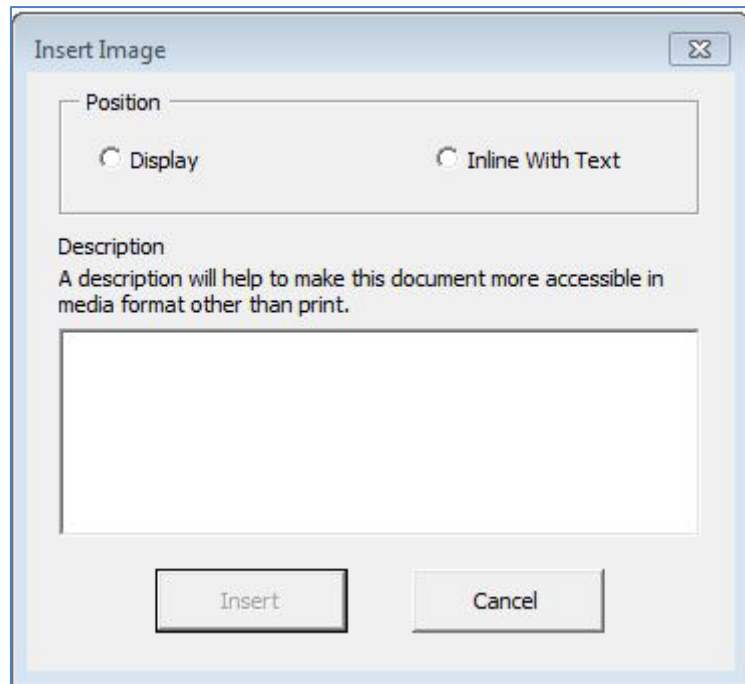 Insert Image
Position
Display
Inline With Text
Description
A description will help to make this document more accessible in
media format other than print.
Insert
Cancel